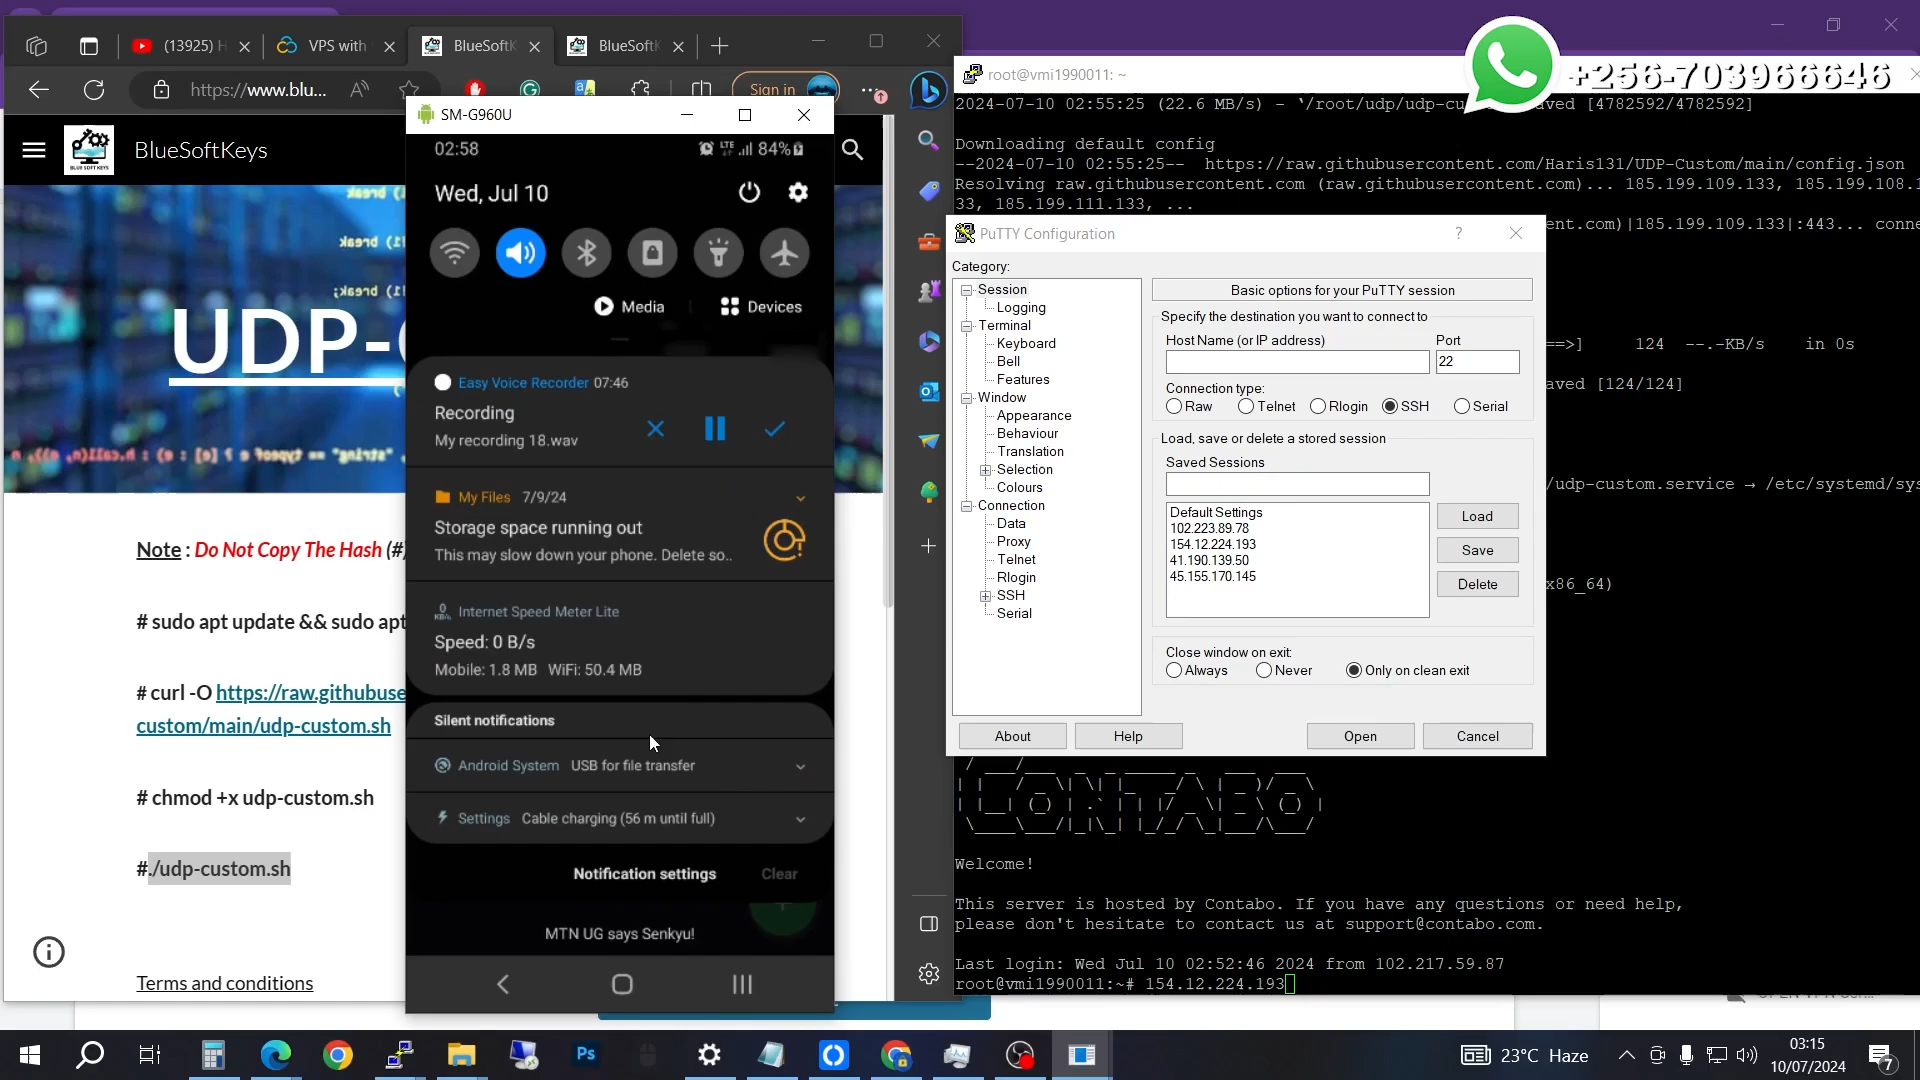 (13925) H
VPS with
BlueSoftK
BlueSoftK
https://www.blu...
Sign in
BlueSoftKeys
UDP-
Note : Do Not Copy The Hash (#)
# sudo apt update && sudo apt
# curl -O https://raw.githubuse
custom/main/udp-custom.sh
# chmod +x udp-custom.sh
#./udp-custom.sh
Terms and conditions
SM-G960U
02:58
LTE
84%
Wed, Jul 10
Media
Devices
Easy Voice Recorder 07:46
Recording
My recording 18.wav
My Files 7/9/24
Storage space running out
This may slow down your phone. Delete so..
Internet Speed Meter Lite
Speed: 0 B/s
Mobile: 1.8 MB WiFi: 50.4 MB
Silent notifications
Android System USB for file transfer
Settings Cable charging (56 m until full)
Notification settings
Clear
MTN UG says Senkyu!
root@vmi1990011: ~
+256-703966646
2024-07-10 02:55:25 (22.6 MB/s) - '/root/udp/udp-cu
aved [4782592/4782592]
Downloading default config
--2024-07-10 02:55:25-- https://raw.githubusercontent.com/Haris131/UDP-Custom/main/config.json
Resolving raw.githubusercontent.com (raw.githubusercontent.com)... 185.199.109.133, 185.199.108.1
33, 185.199.111.133, ...
ent.com)|185.199.109.133|:443... conne
==>] 124 --.-KB/s in 0s
aved [124/124]
/udp-custom.service → /etc/systemd/sys
x86_64)
PuTTY Configuration
?
Category:
Session
Logging
Terminal
Keyboard
Bell
Features
Window
Appearance
Behaviour
Translation
Selection
Colours
Connection
Data
Proxy
Telnet
Rlogin
SSH
Serial
Basic options for your PuTTY session
Specify the destination you want to connect to
Host Name (or IP address)
Port
22
Connection type:
Raw
Telnet
Rlogin
SSH
Serial
Load, save or delete a stored session
Saved Sessions
Default Settings
102.223.89.78
154.12.224.193
41.190.139.50
45.155.170.145
Load
Save
Delete
Close window on exit:
Always
Never
Only on clean exit
About
Help
Open
Cancel
Welcome!
This server is hosted by Contabo. If you have any questions or need help,
please don't hesitate to contact us at support@contabo.com.
Last login: Wed Jul 10 02:52:46 2024 from 102.217.59.87
root@vmi1990011:~# 154.12.224.193
Ps
23°C Haze
03:15
10/07/2024
7